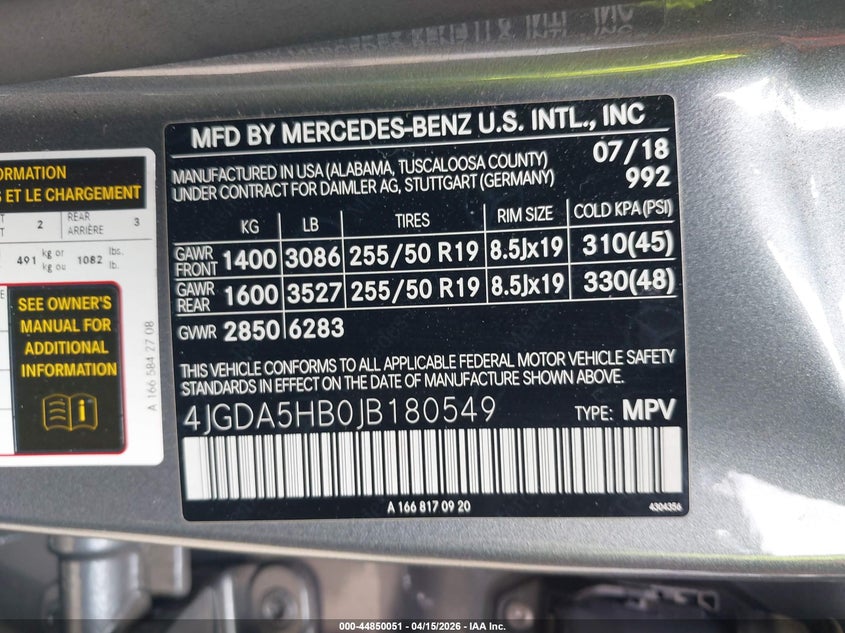 MFD BY MERCEDES-BENZ U.S. INTL., INC
MANUFACTURED IN USA (ALABAMA, TUSCALOOSA COUNTY) 07/18
UNDER CONTRACT FOR DAIMLER AG, STUTTGART (GERMANY) 992
KG LB TIRES RIM SIZE COLD KPA(PSI)
GAWR FRONT 1400 3086 255/50 R19 8.5Jx19 310(45)
GAWR REAR 1600 3527 255/50 R19 8.5Jx19 330(48)
GVWR 2850 6283
THIS VEHICLE CONFORMS TO ALL APPLICABLE FEDERAL MOTOR VEHICLE SAFETY
STANDARDS IN EFFECT ON THE DATE OF MANUFACTURE SHOWN ABOVE.
4JGDA5HB0JB180549 TYPE: MPV
A 166 817 09 20 4304356
ORMATION
S ET LE CHARGEMENT
2 REAR ARRIÈRE 3
491 kg or kg ou 1082 lbs. lb.
SEE OWNER'S
MANUAL FOR
ADDITIONAL
INFORMATION
A 166 584 27 08
000-44850051 - 04/15/2026 - IAA Inc.